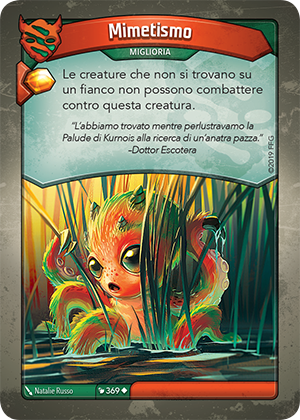 Mimetismo
MIGLIORIA
Le creature che non si trovano su
un fianco non possono combattere
contro questa creatura.
"L'abbiamo trovato mentre perlustravamo la
Palude di Kurnois alla ricerca di un'anatra pazza."
-Dottor Escotera
©2019 FFG
Natalie Russo
369